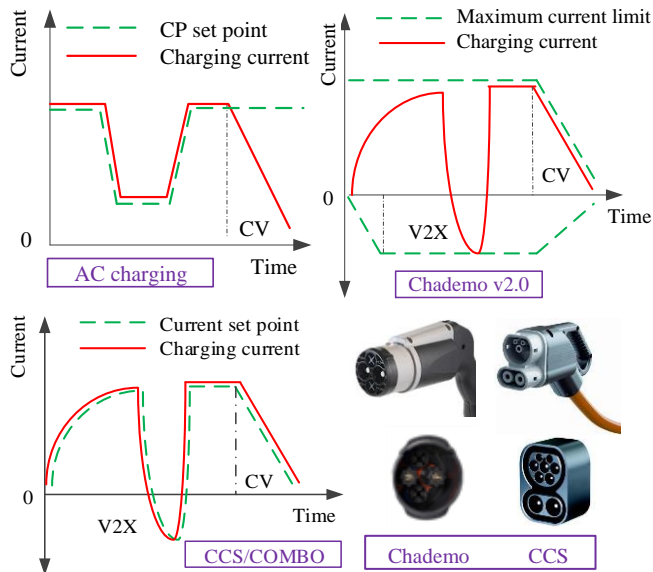 CP set point
Charging current
Current
0
CV
AC charging
Time
Maximum current limit
Charging current
Current
0
CV
Time
V2X
Chademo v2.0
Current set point
Charging current
Current
0
CV
Time
V2X
CCS/COMBO
Chademo
CCS